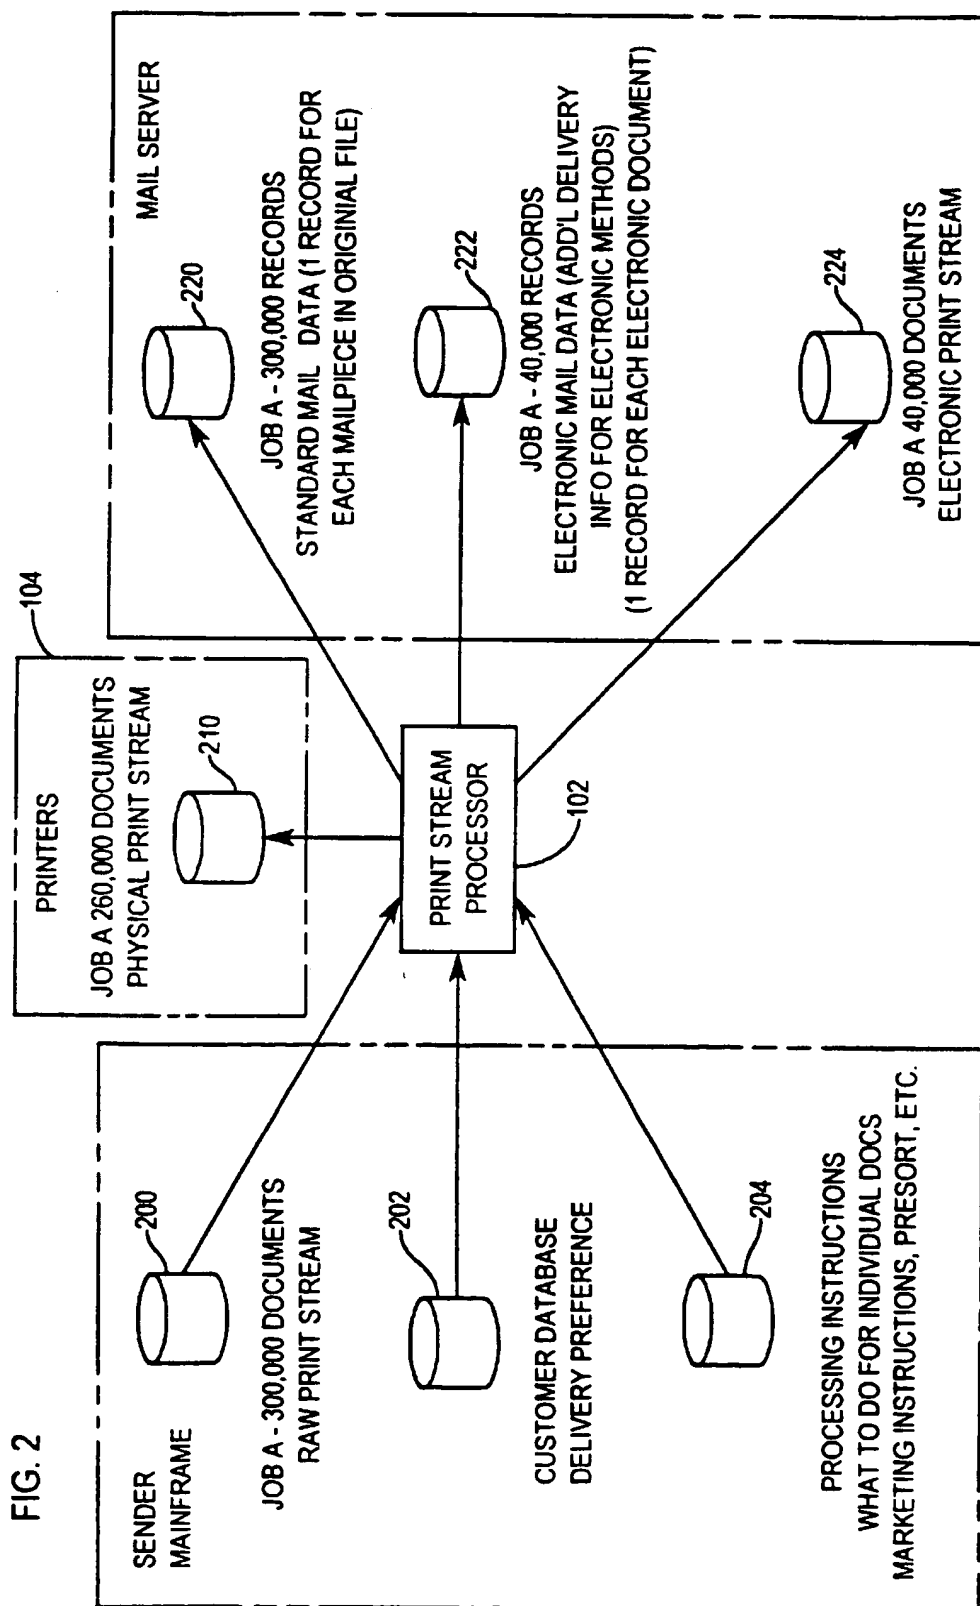 FIG. 2
SENDER
MAINFRAME
200
JOB A - 300,000 DOCUMENTS
RAW PRINT STREAM
202
CUSTOMER DATABASE
DELIVERY PREFERENCE
204
PROCESSING INSTRUCTIONS
WHAT TO DO FOR INDIVIDUAL DOCS
MARKETING INSTRUCTIONS, PRESORT, ETC.
PRINTERS
104
JOB A 260,000 DOCUMENTS
PHYSICAL PRINT STREAM
210
PRINT STREAM
PROCESSOR
102
MAIL SERVER
220
JOB A - 300,000 RECORDS
STANDARD MAIL DATA (1 RECORD FOR
EACH MAILPIECE IN ORIGINIAL FILE)
222
JOB A - 40,000 RECORDS
ELECTRONIC MAIL DATA (ADD'L DELIVERY
INFO FOR ELECTRONIC METHODS)
(1 RECORD FOR EACH ELECTRONIC DOCUMENT)
224
JOB A 40,000 DOCUMENTS
ELECTRONIC PRINT STREAM